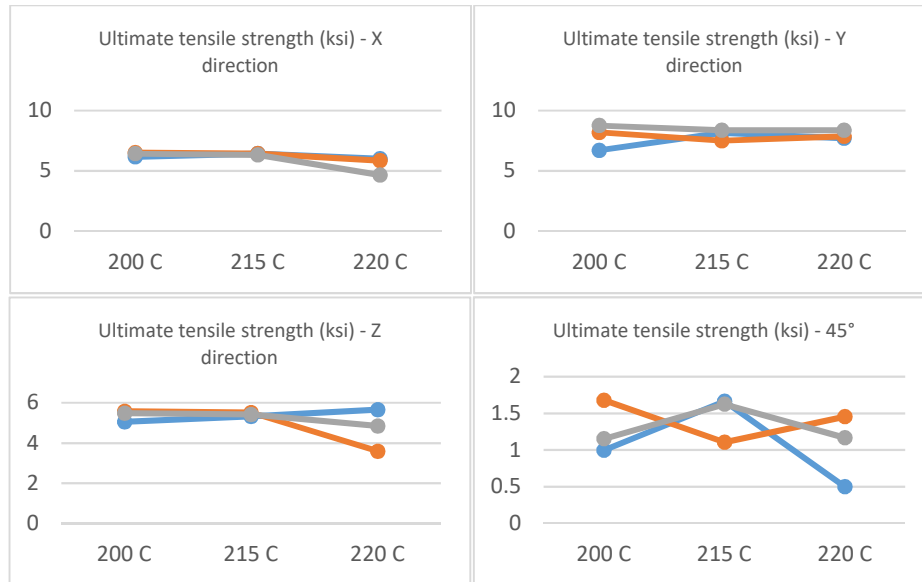 Ultimate tensile strength (ksi) - X
direction
10
5
0
200 C 215 C 220 C
Ultimate tensile strength (ksi) - Y
direction
10
5
0
200 C 215 C 220 C
Ultimate tensile strength (ksi) - Z
direction
6
4
2
0
200 C 215 C 220 C
Ultimate tensile strength (ksi) - 45°
2
1.5
1
0.5
0
200 C 215 C 220 C